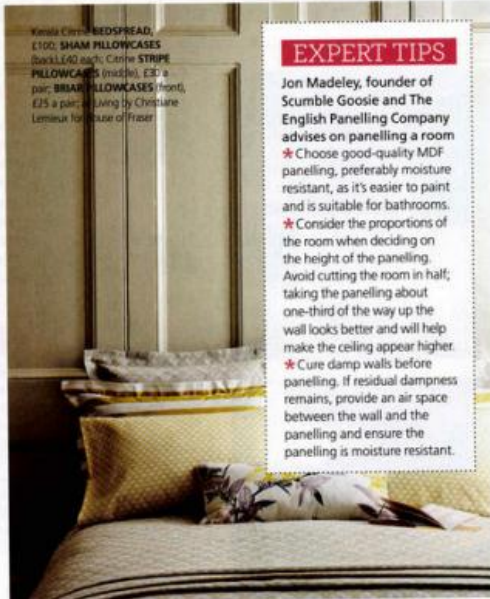 Kerala Citrine BEDSPREAD,
£100; SHAM PILLOWCASES
(back), £40 each; Citrine STRIPE
PILLOWCASES (middle), £30 a
pair; BRIAR PILLOWCASES (front),
£25 a pair; all Living by Christiane
Lemieux for House of Fraser
EXPERT TIPS
Jon Madeley, founder of
Scumble Goosie and The
English Panelling Company
advises on panelling a room
* Choose good-quality MDF
panelling, preferably moisture
resistant, as it's easier to paint
and is suitable for bathrooms.
* Consider the proportions of
the room when deciding on
the height of the panelling.
Avoid cutting the room in half;
taking the panelling about
one-third of the way up the
wall looks better and will help
make the ceiling appear higher.
* Cure damp walls before
panelling. If residual dampness
remains, provide an air space
between the wall and the
panelling and ensure the
panelling is moisture resistant.